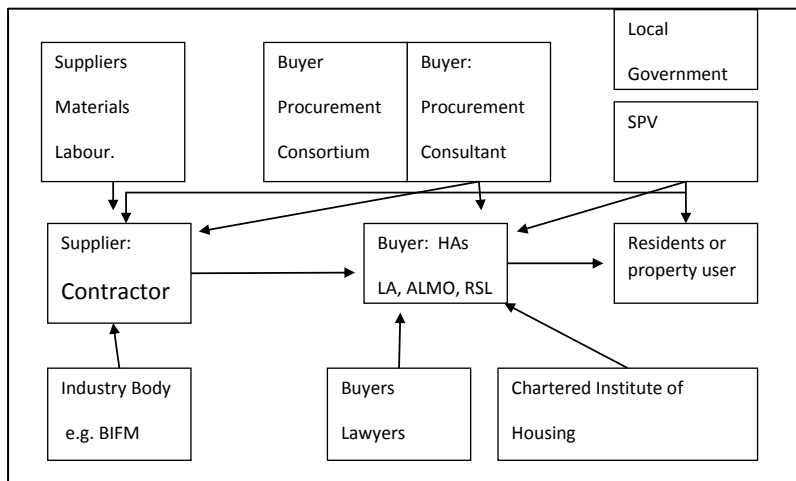 Suppliers
Materials
Labour.
Buyer
Procurement
Consortium
Buyer:
Procurement
Consultant
Local
Government
SPV
Supplier:
Contractor
Buyer:  HAs
LA, ALMO, RSL
Residents or
property user
Industry Body
e.g. BIFM
Buyers
Lawyers
Chartered Institute of
Housing